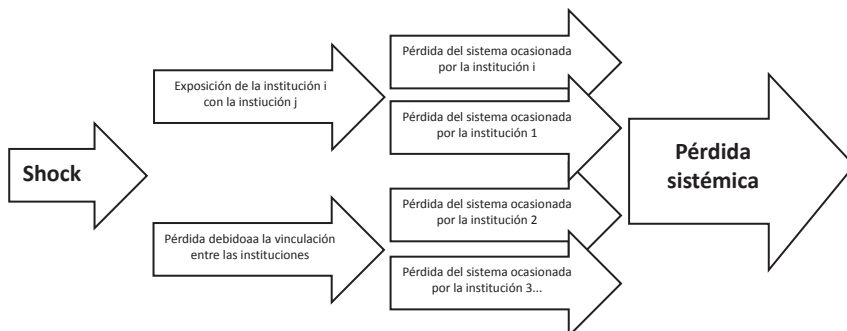 Shock
Exposición de la institución i
con la instiución j
Pérdida debidoaa la vinculación
entre las instituciones
Pérdida del sistema ocasionada
por la institución i
Pérdida del sistema ocasionada
por la institución 1
Pérdida del sistema ocasionada
por la institución 2
Pérdida del sistema ocasionada
por la institución 3...
Pérdida
sistémica